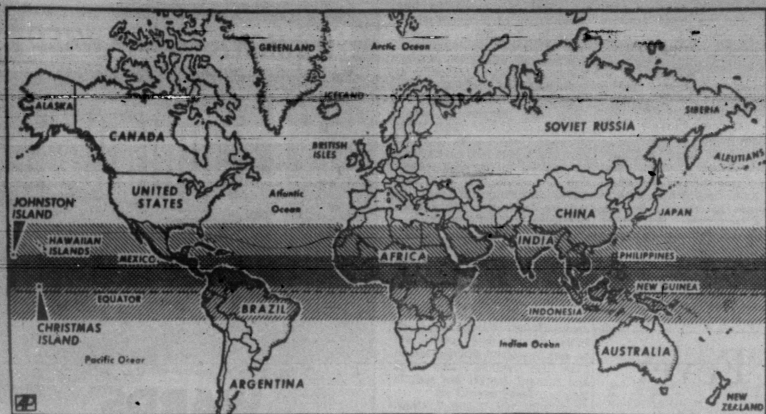 GREENLAND
Arctic Ocean
ALASKA
ICELAND
SIBERIA
CANADA
SOVIET RUSSIA
BRITISH
ISLES
ALEUTIANS
UNITED
STATES
Atlantic
Ocean
CHINA
JAPAN
JOHNSTON
ISLAND
HAWAIIAN
ISLANDS
MEXICO
AFRICA
INDIA
PHILIPPINES
EQUATOR
NEW GUINEA
BRAZIL
INDONESIA
CHRISTMAS
ISLAND
Indian Ocean
AUSTRALIA
Pacific Ocean
ARGENTINA
NEW
ZEALAND
AP